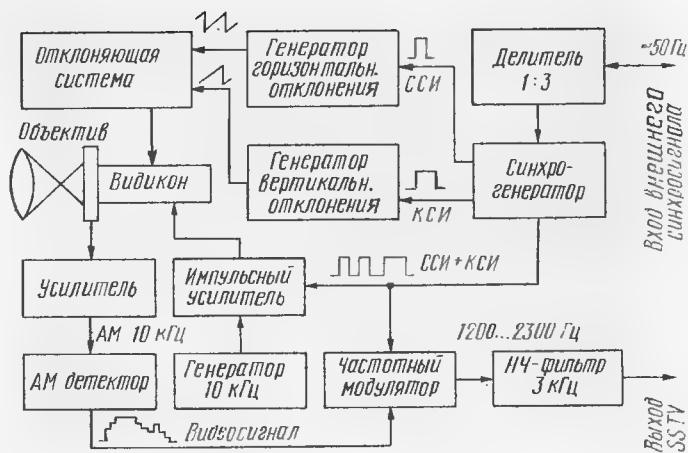 Отклоняющая
система
Генератор
горизонтальн.
отклонения
ССИ
Делитель
1:3
≈50Гц
Вход внешнего
синхросигнала
Объектив
Видикон
Генератор
вертикальн.
отклонения
КСИ
Синхро-
генератор
Усилитель
Импульсный
усилитель
ССИ + КСИ
АМ 10 кГц
1200...2300 Гц
АМ детектор
Генератор
10 кГц
Частотный
модулятор
НЧ-фильтр
3 кГц
Видеосигнал
Выход
SSTV